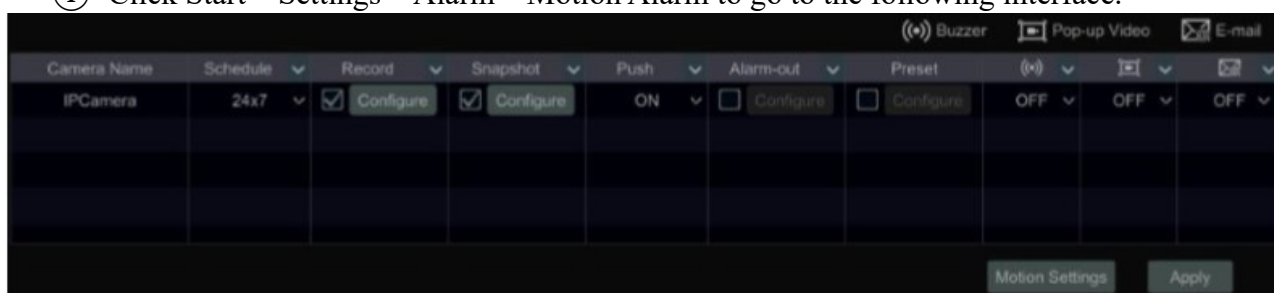 ① Click Start→Settings→Alarm→Motion Alarm to go to the following interface.
Buzzer Pop-up Video E-mail
Camera Name Schedule Record Snapshot Push Alarm-out Preset
IPCamera 24x7 Configure Configure ON Configure Configure OFF OFF OFF
Motion Settings Apply